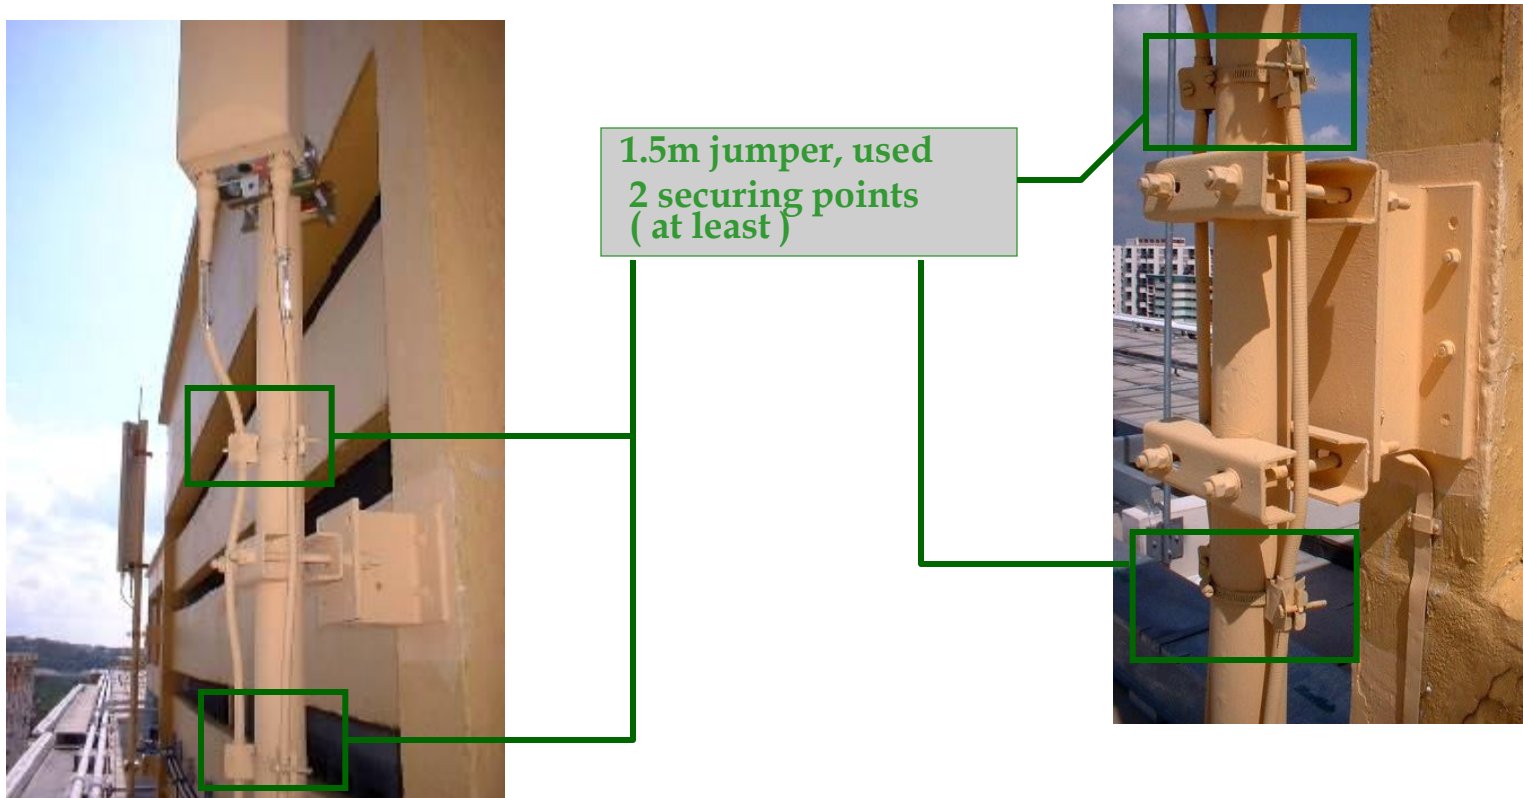 1.5m jumper, used
2 securing points
( at least )